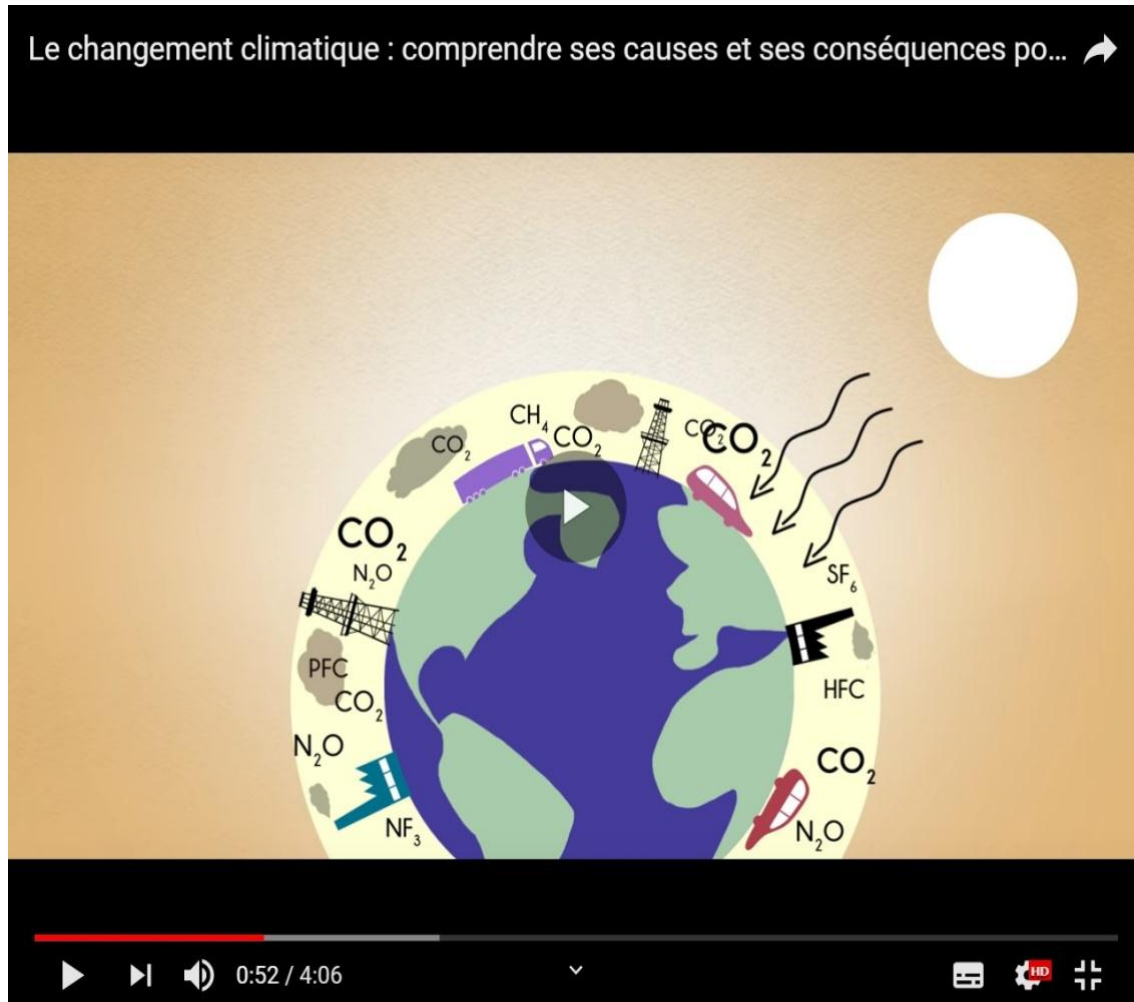 Le changement climatique : comprendre ses causes et ses conséquences po...
CH₄
CO₂
CO₂
CO₂
CO₂
CO₂
N₂O
SF₆
PFC
CO₂
HFC
N₂O
CO₂
NF₃
N₂O
0:52 / 4:06
HD